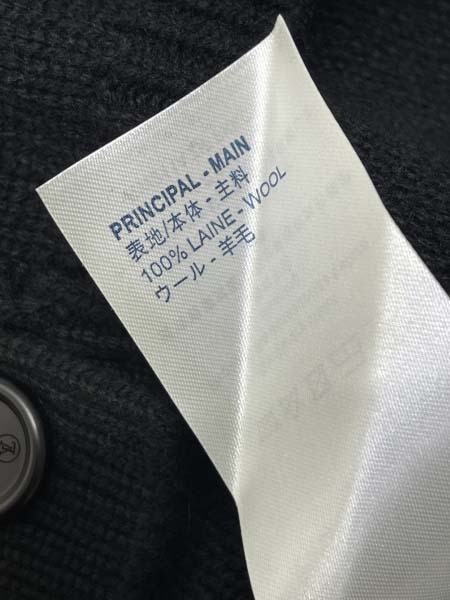 PRINCIPAL - MAIN
表地/本体 - 主料
100% LAINE - WOOL
ウール - 羊毛